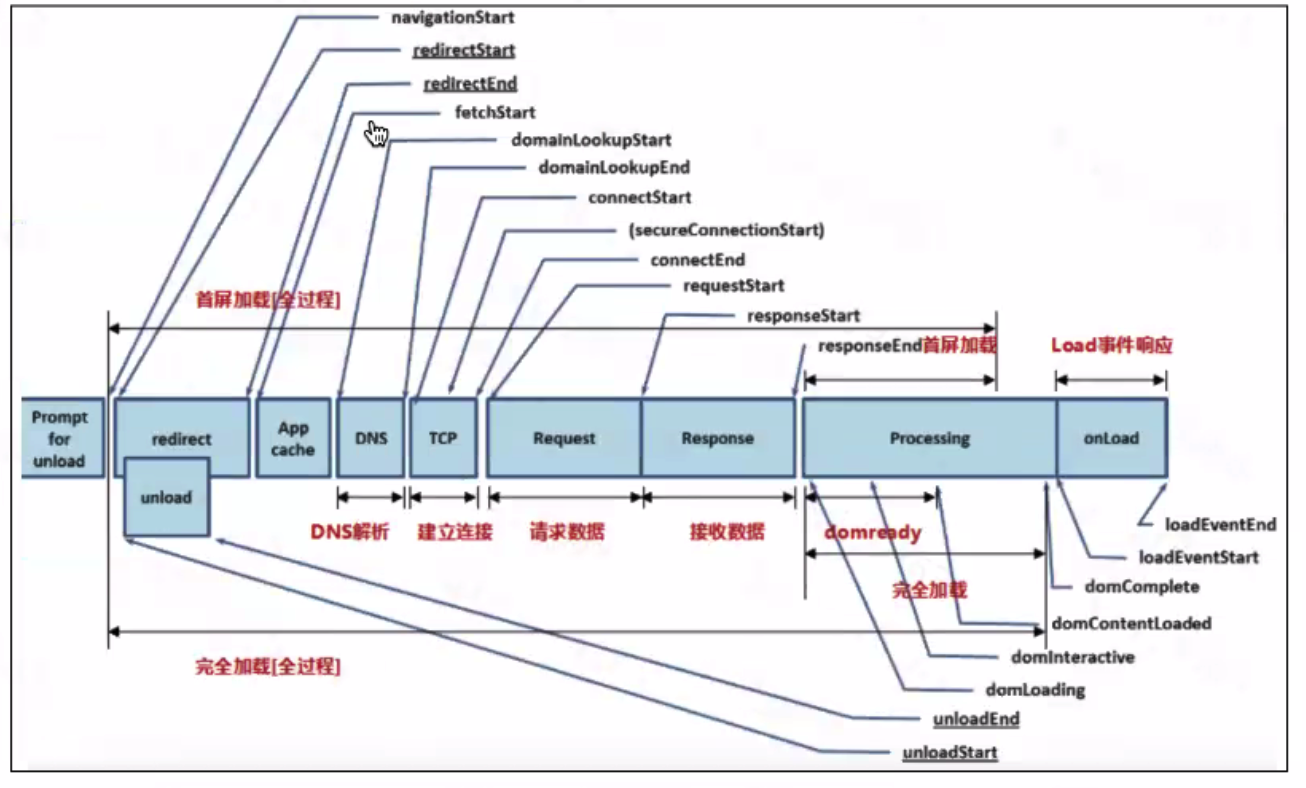 navigationStart
redirectStart
redirectEnd
fetchStart
domainLookupStart
domainLookupEnd
connectStart
(secureConnectionStart)
connectEnd
requestStart
首屏加载[全过程]
responseStart
responseEnd首屏加载
Load事件响应
Prompt
for
unload
redirect
unload
App
cache
DNS
TCP
Request
Response
Processing
onLoad
DNS解析
建立连接
请求数据
接收数据
domready
loadEventEnd
loadEventStart
完全加载
domComplete
domContentLoaded
domInteractive
完全加载[全过程]
domLoading
unloadEnd
unloadStart